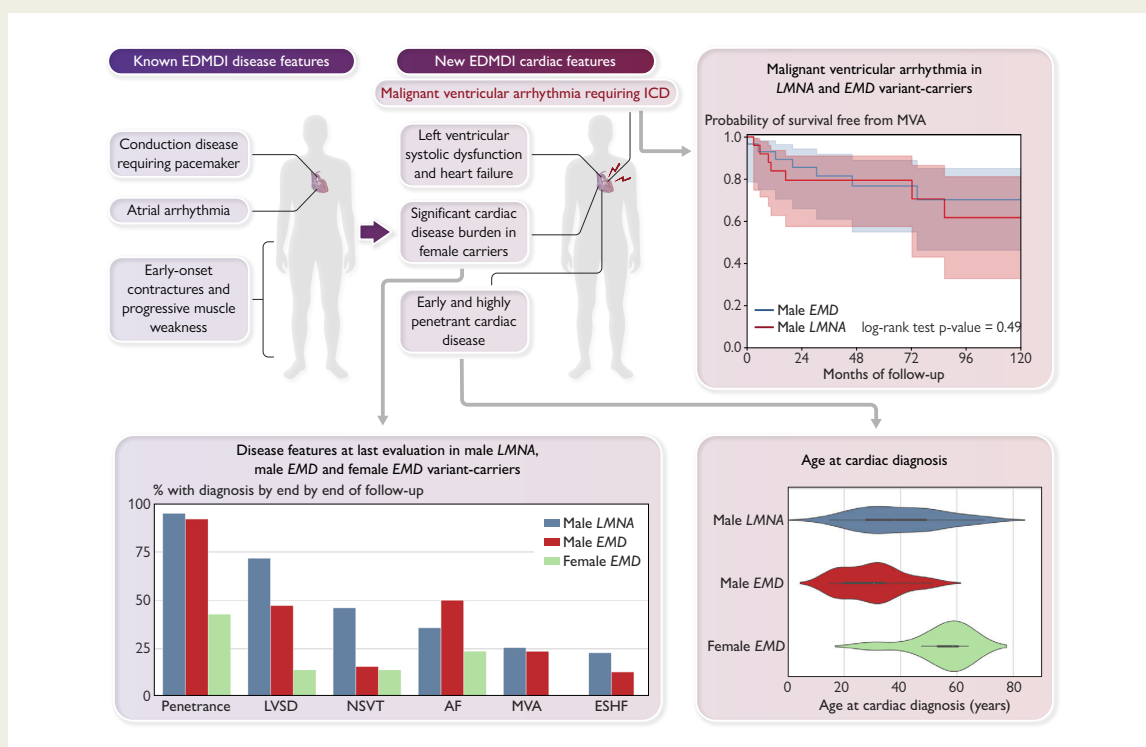 Known EDMDI disease features
New EDMDI cardiac features
Malignant ventricular arrhythmia requiring ICD
Conduction disease
requiring pacemaker
Atrial arrhythmia
Early-onset
contractures and
progressive muscle
weakness
Left ventricular
systolic dysfunction
and heart failure
Significant cardiac
disease burden in
female carriers
Early and highly
penetrant cardiac
disease
Malignant ventricular arrhythmia in
LMNA and EMD variant-carriers
Probability of survival free from MVA
1.0
0.8
0.6
0.4
0.2
0.0
Male EMD
Male LMNA log-rank test p-value = 0.49
0 24 48 72 96 120
Months of follow-up
Disease features at last evaluation in male LMNA,
male EMD and female EMD variant-carriers
% with diagnosis by end by end of follow-up
100
75
50
25
0
Male LMNA
Male EMD
Female EMD
Penetrance LVSD NSVT AF MVA ESHF
Age at cardiac diagnosis
Male LMNA
Male EMD
Female EMD
0 20 40 60 80
Age at cardiac diagnosis (years)